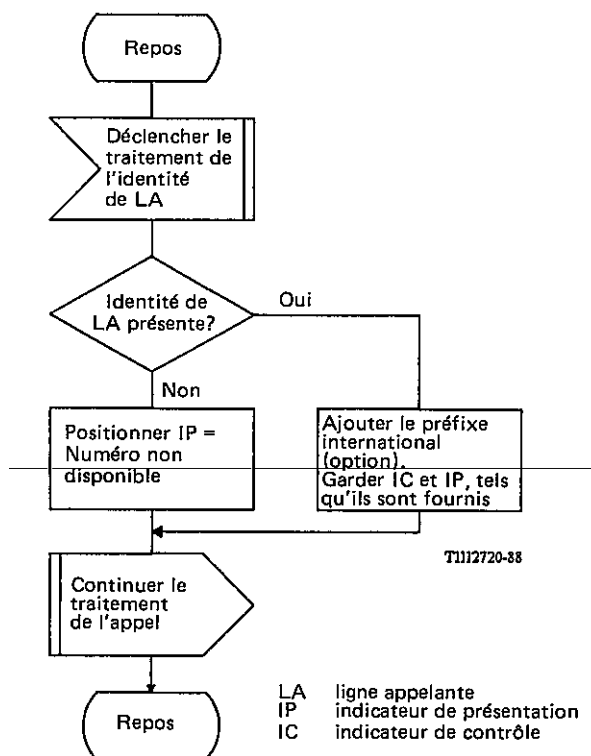 Repos
Déclencher le
traitement de
l'identité
de LA
Identité de
LA présente?
Oui
Non
Positionner IP =
Numéro non
disponible
Ajouter le préfixe
international
(option).
Garder IC et IP, tels
qu'ils sont fournis
T1112720-88
Continuer le
traitement
de l'appel
Repos
LA ligne appelante
IP indicateur de présentation
IC indicateur de contrôle